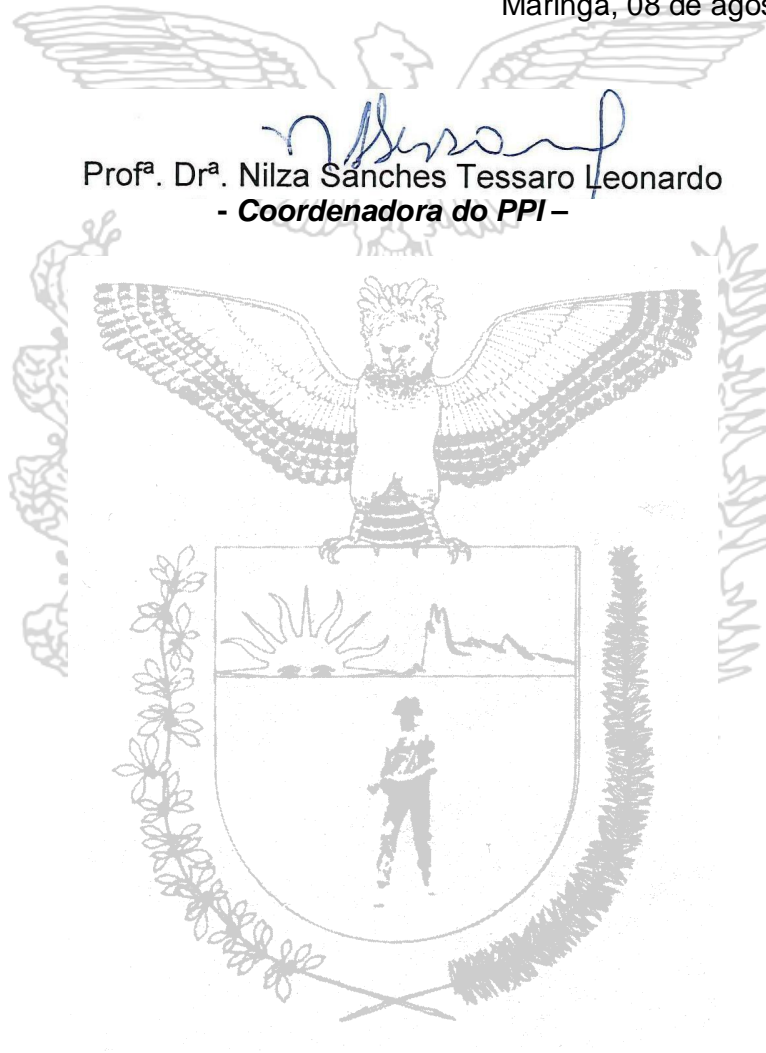 Maringá, 08 de agos
Profª. Drª. Nilza Sanches Tessaro Leonardo
- Coordenadora do PPI –